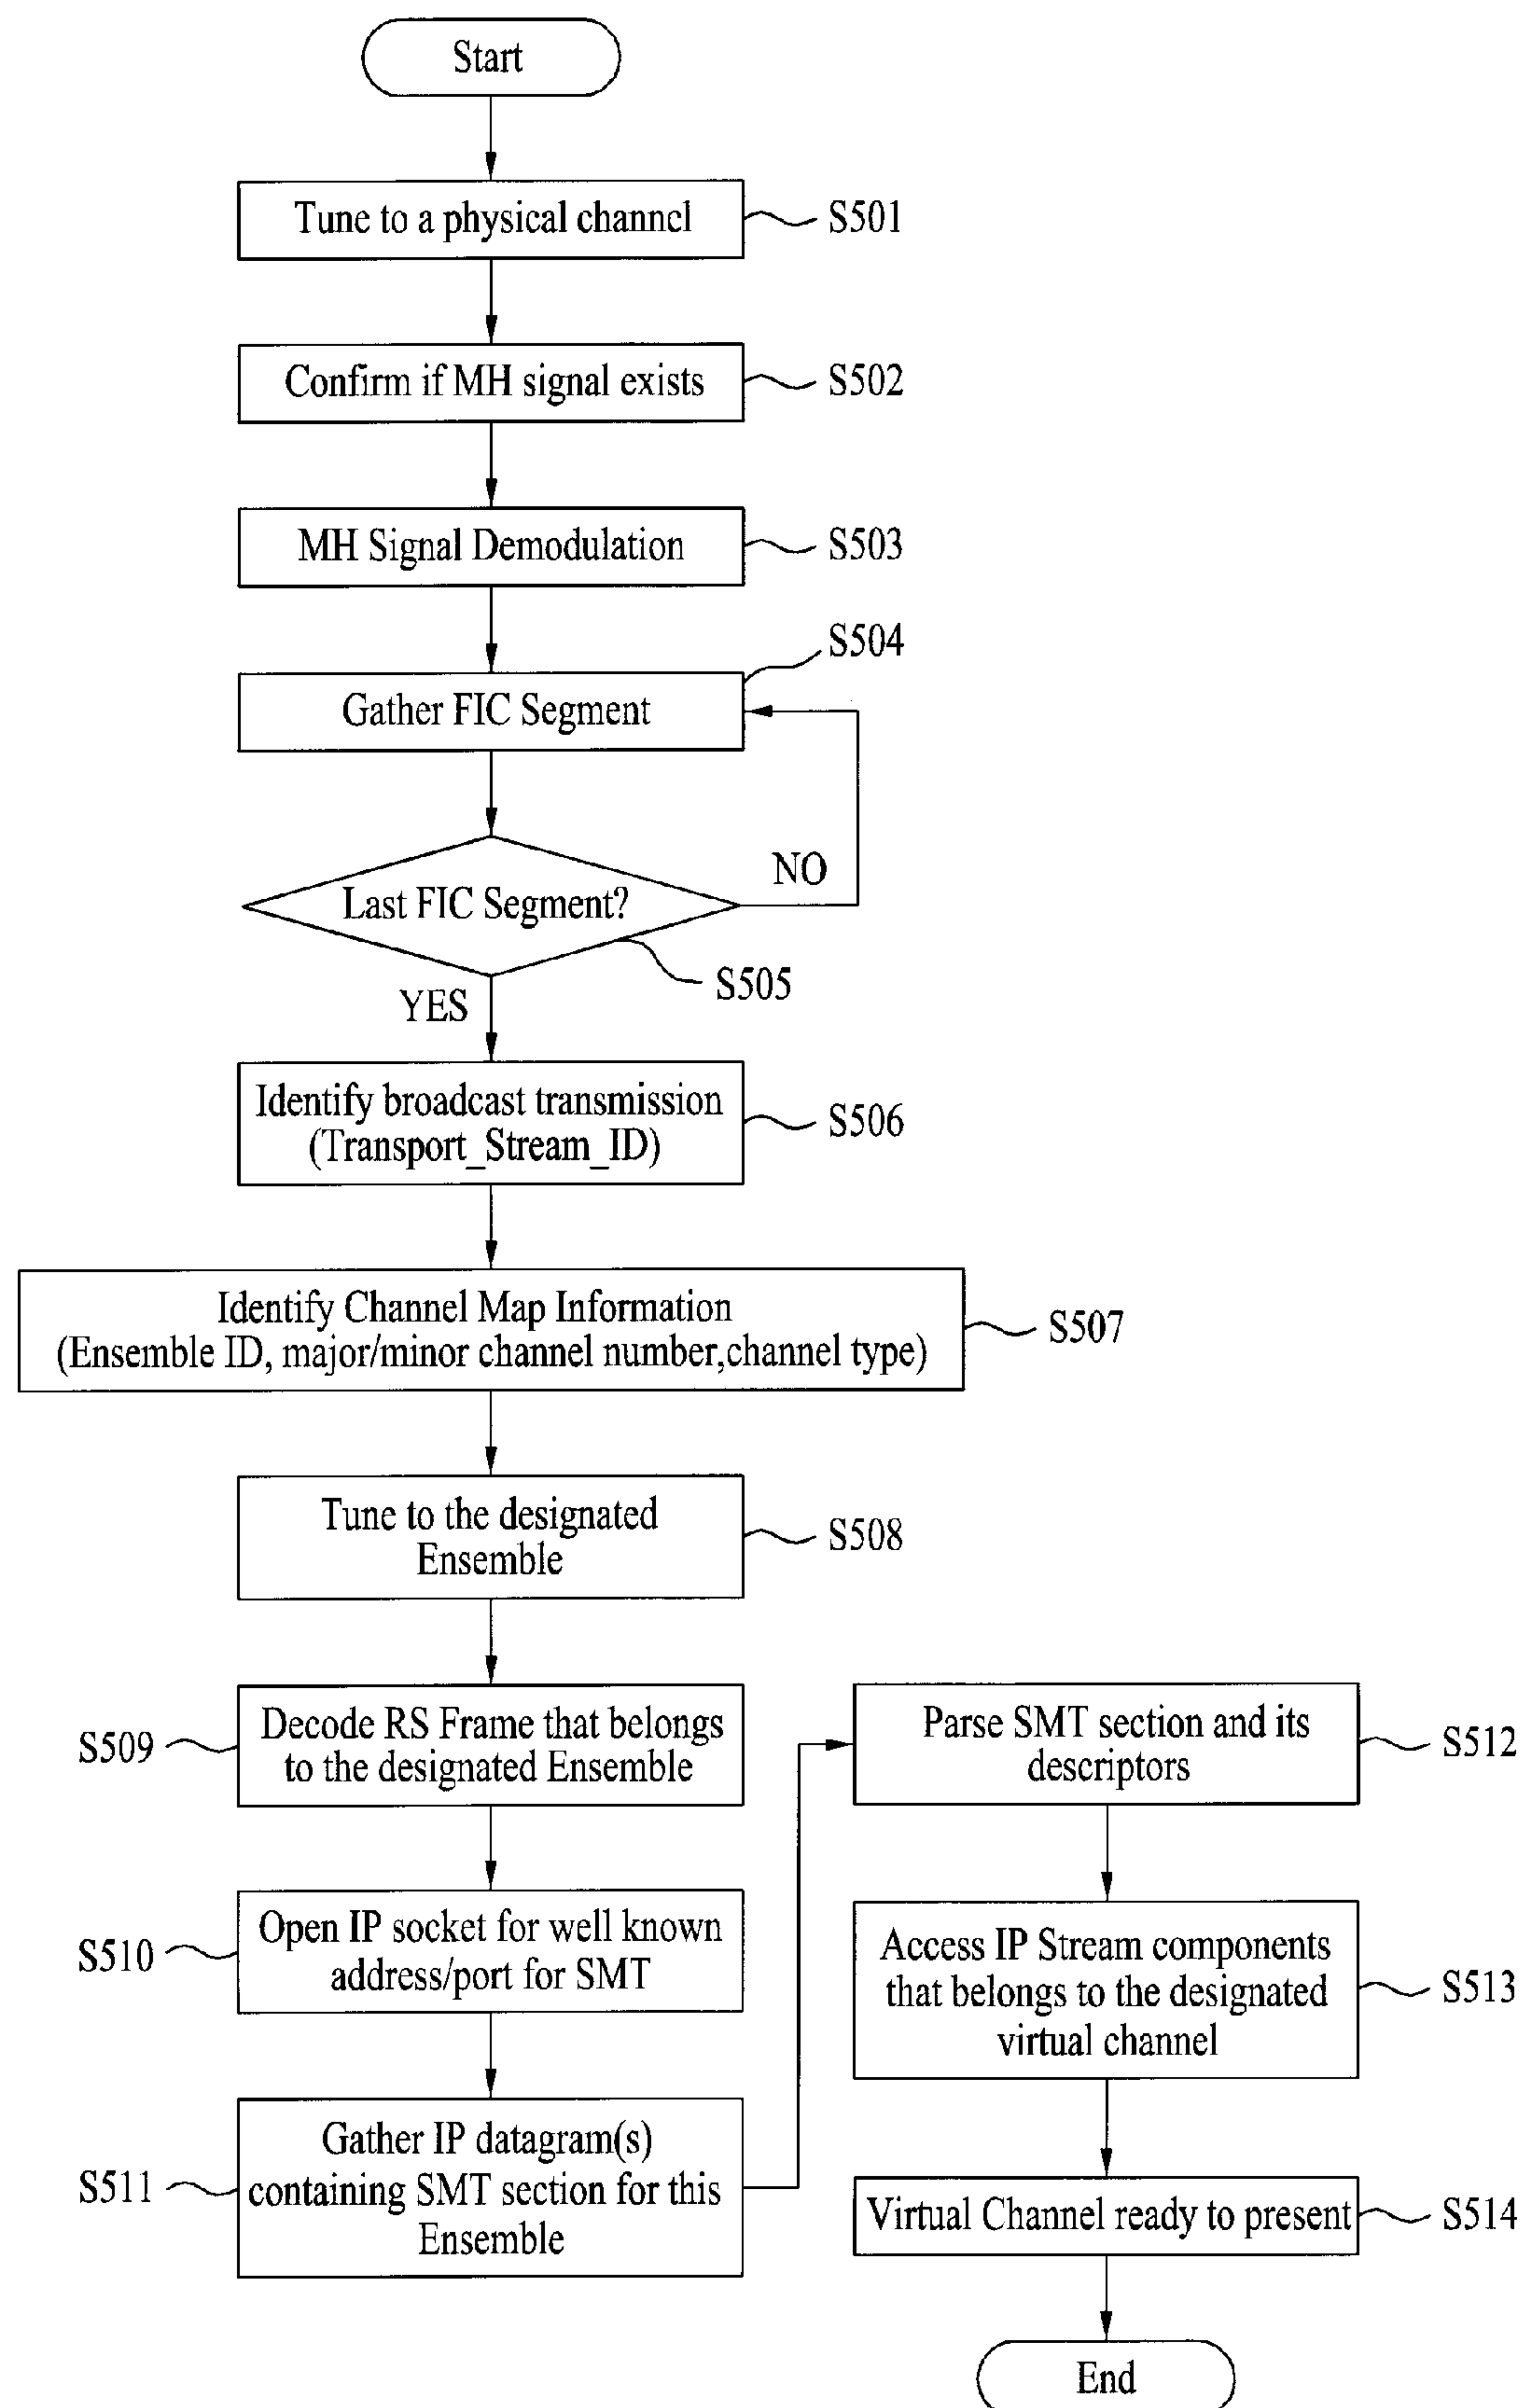 Start
Tune to a physical channel
S501
Confirm if MH signal exists
S502
MH Signal Demodulation
S503
S504
Gather FIC Segment
NO
Last FIC Segment?
S505
YES
Identify broadcast transmission
(Transport_Stream_ID)
S506
Identify Channel Map Information
(Ensemble ID, major/minor channel number,channel type)
S507
Tune to the designated
Ensemble
S508
S509
Decode RS Frame that belongs
to the designated Ensemble
S510
Open IP socket for well known
address/port for SMT
S511
Gather IP datagram(s)
containing SMT section for this
Ensemble
Parse SMT section and its
descriptors
S512
Access IP Stream components
that belongs to the designated
virtual channel
S513
Virtual Channel ready to present
S514
End